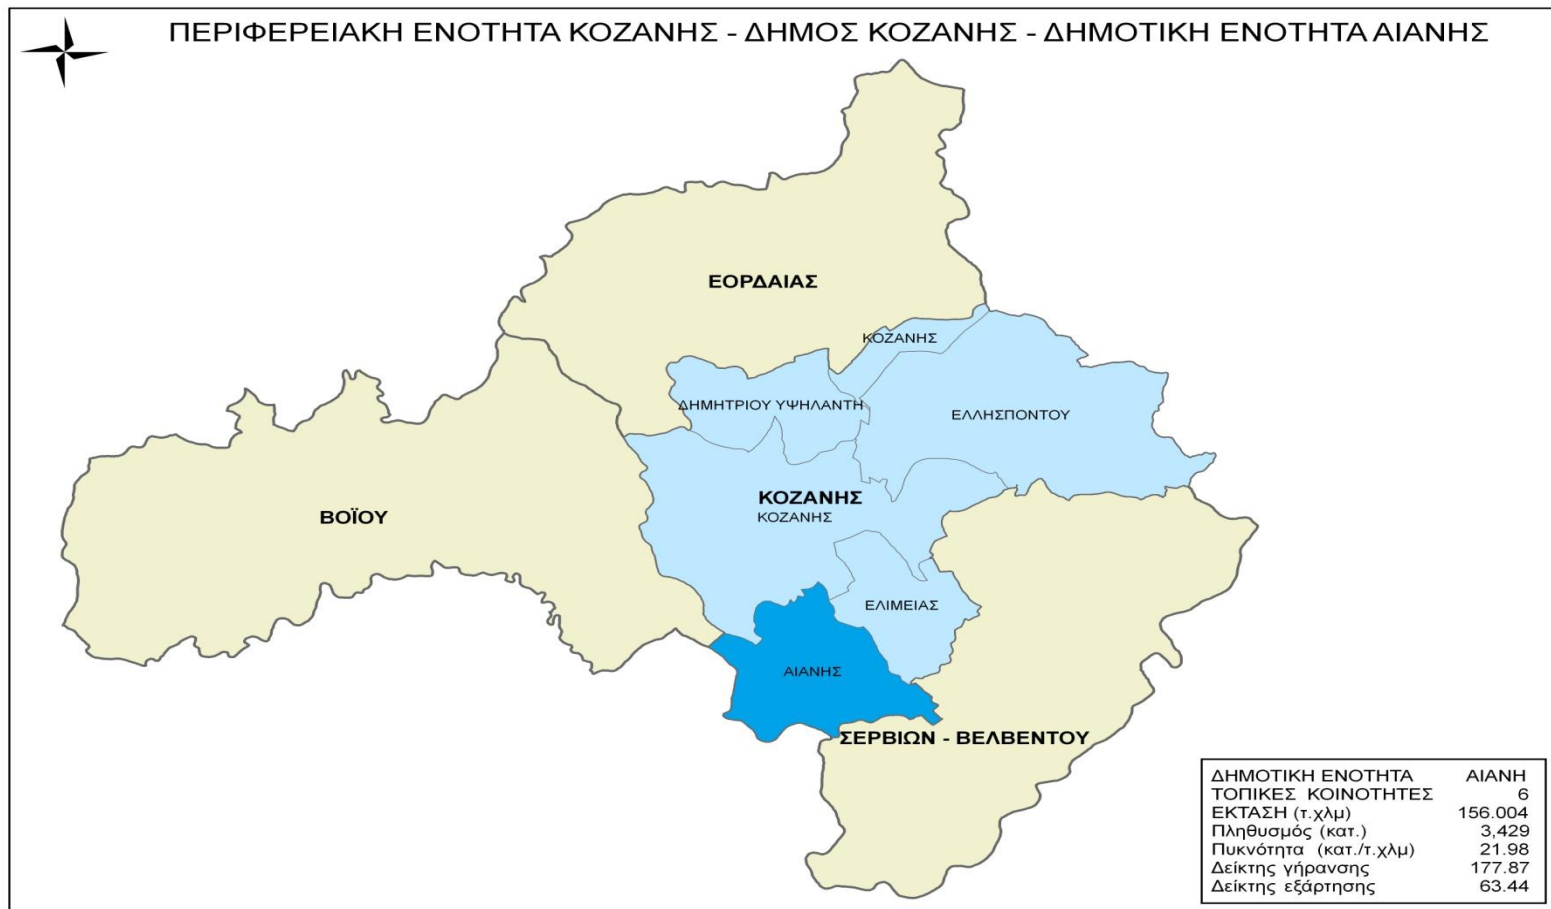 ΠΕΡΙΦΕΡΕΙΑΚΗ ΕΝΟΤΗΤΑ ΚΟΖΑΝΗΣ - ΔΗΜΟΣ ΚΟΖΑΝΗΣ - ΔΗΜΟΤΙΚΗ ΕΝΟΤΗΤΑ ΑΙΑΝΗΣ
ΕΟΡΔΑΙΑΣ
ΚΟΖΑΝΗΣ
ΔΗΜΗΤΡΙΟΥ ΥΨΗΛΑΝΤΗ
ΕΛΛΗΣΠΟΝΤΟΥ
ΚΟΖΑΝΗΣ
ΚΟΖΑΝΗΣ
ΒΟΪΟΥ
ΕΛΙΜΕΙΑΣ
ΑΙΑΝΗΣ
ΣΕΡΒΙΩΝ - ΒΕΛΒΕΝΤΟΥ
ΔΗΜΟΤΙΚΗ ΕΝΟΤΗΤΑ ΑΙΑΝΗ
ΤΟΠΙΚΕΣ ΚΟΙΝΟΤΗΤΕΣ 6
ΕΚΤΑΣΗ (τ.χλμ) 156.004
Πληθυσμός (κατ.) 3,429
Πυκνότητα (κατ./τ.χλμ) 21.98
Δείκτης γήρανσης 177.87
Δείκτης εξάρτησης 63.44